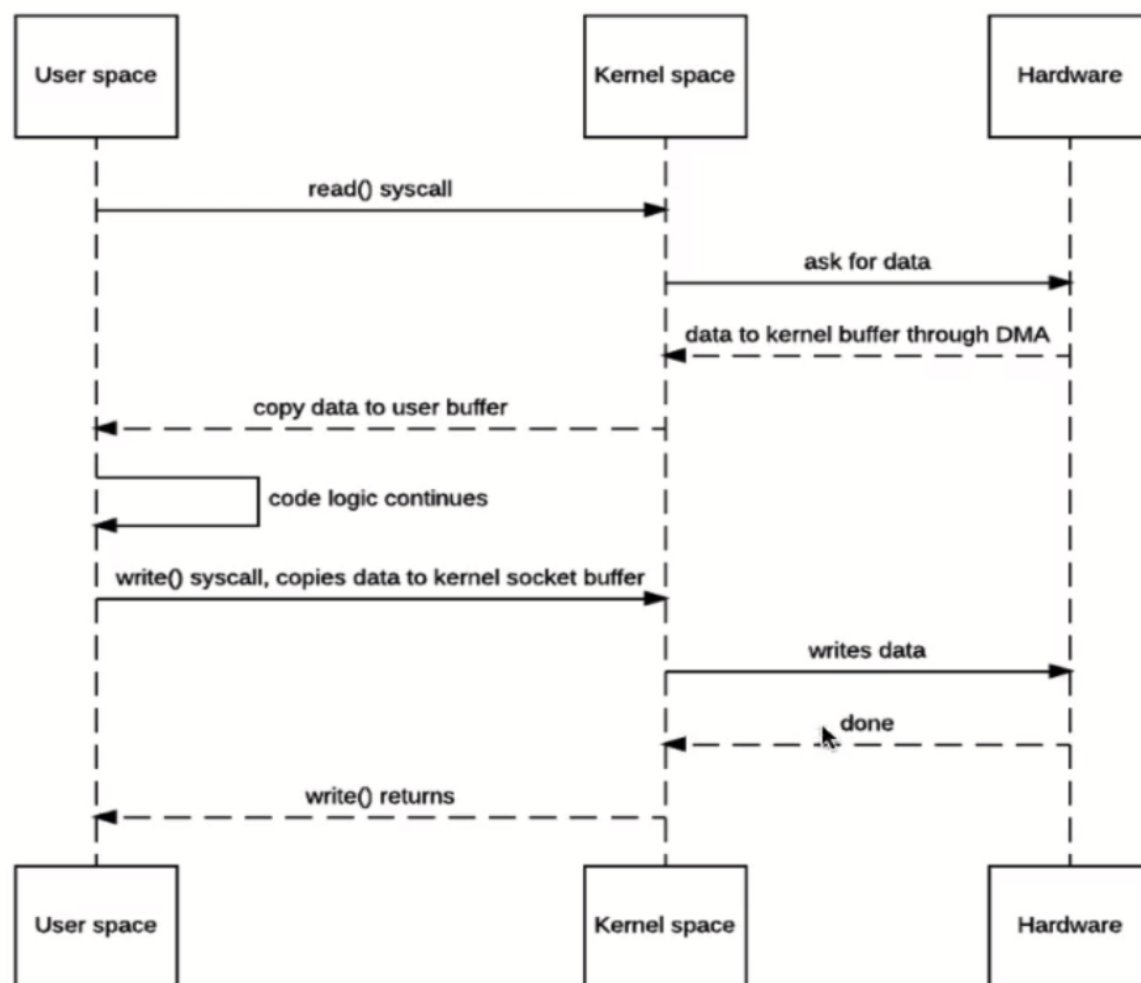 User space
Kernel space
Hardware
read() syscall
ask for data
data to kernel buffer through DMA
copy data to user buffer
code logic continues
write() syscall, copies data to kernel socket buffer
writes data
done
write() returns
User space
Kernel space
Hardware